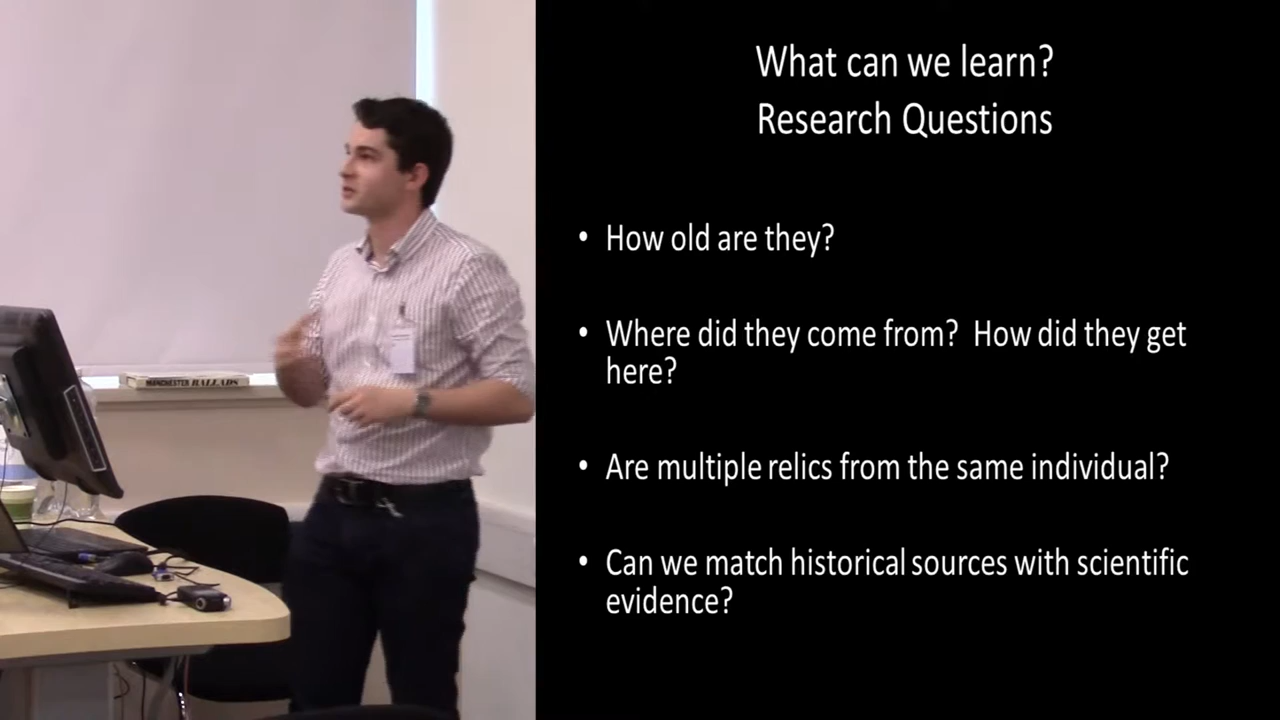 What can we learn?
Research Questions
• How old are they?
• Where did they come from?  How did they get
here?
• Are multiple relics from the same individual?
• Can we match historical sources with scientific
evidence?
MANCHESTER BALLADS